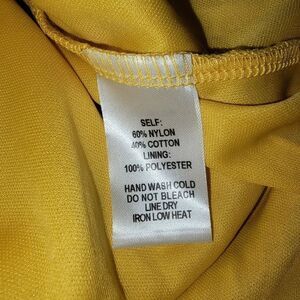 SELF:
60% NYLON
40% COTTON
LINING:
100% POLYESTER
HAND WASH COLD
DO NOT BLEACH
LINE DRY
IRON LOW HEAT